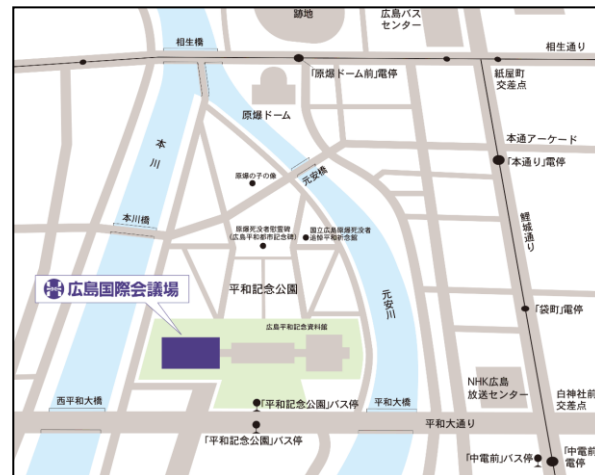 跡地
広島バス
センター
相生橋
相生通り
「原爆ドーム前」電停
紙屋町
交差点
原爆ドーム
本通アーケード
本川
元安橋
「本通り」電停
原爆の子の像
本川橋
原爆死没者慰霊碑
(広島平和都市記念碑)
国立広島原爆死没者
追悼平和祈念館
鯉城通り
平和記念公園
広島国際会議場
元安川
「袋町」電停
広島平和記念資料館
NHK広島
放送センター
白神社前
交差点
西平和大橋
「平和記念公園」バス停
平和大橋
平和大通り
「平和記念公園」バス停
「中電前」バス停
「中電前」
電停